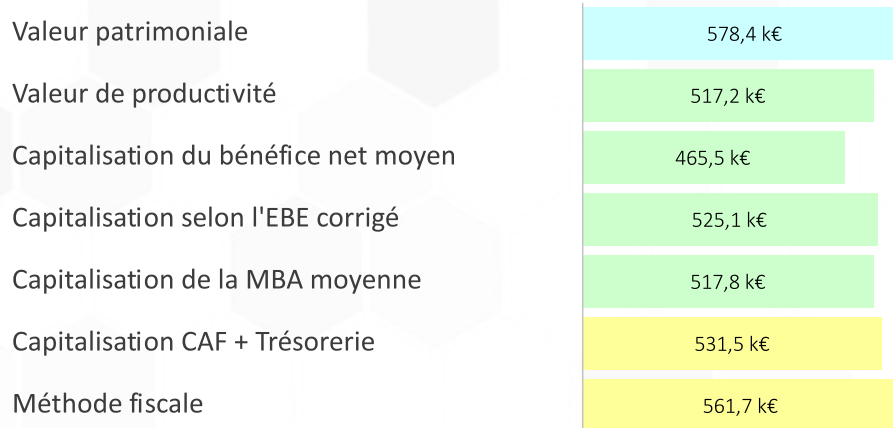 Valeur patrimoniale 578,4 k€
Valeur de productivité 517,2 k€
Capitalisation du bénéfice net moyen 465,5 k€
Capitalisation selon l'EBE corrigé 525,1 k€
Capitalisation de la MBA moyenne 517,8 k€
Capitalisation CAF + Trésorerie 531,5 k€
Méthode fiscale 561,7 k€